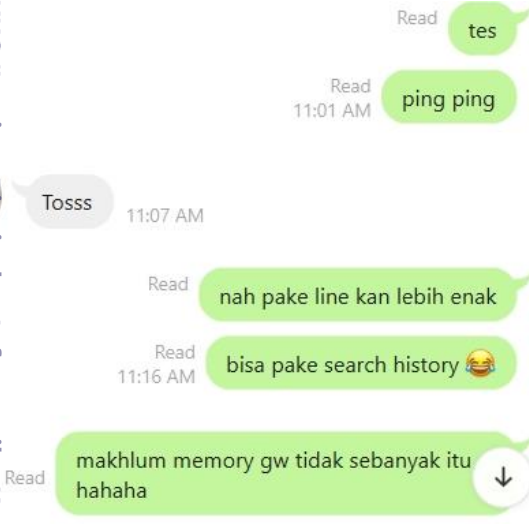 Read
tes
Read
11:01 AM
ping ping
Tosss
11:07 AM
Read
nah pake line kan lebih enak
Read
11:16 AM
bisa pake search history 😂
Read
makhlum memory gw tidak sebanyak itu
hahaha